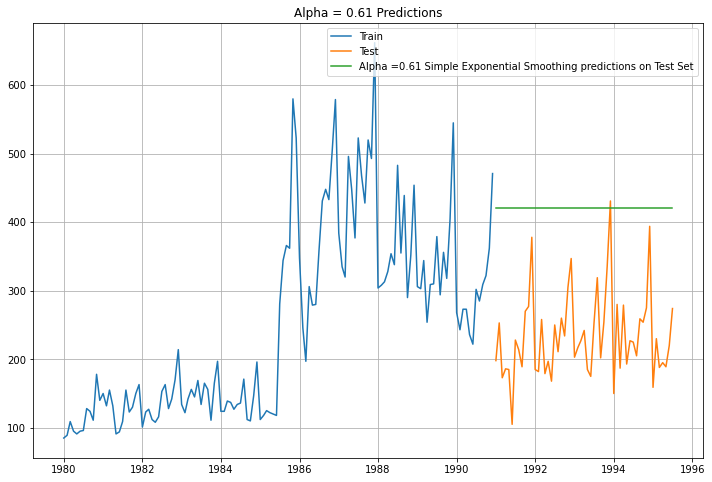 Alpha = 0.61 Predictions
Train
Test
Alpha =0.61 Simple Exponential Smoothing predictions on Test Set
600
500
400
300
200
100
1980 1982 1984 1986 1988 1990 1992 1994 1996